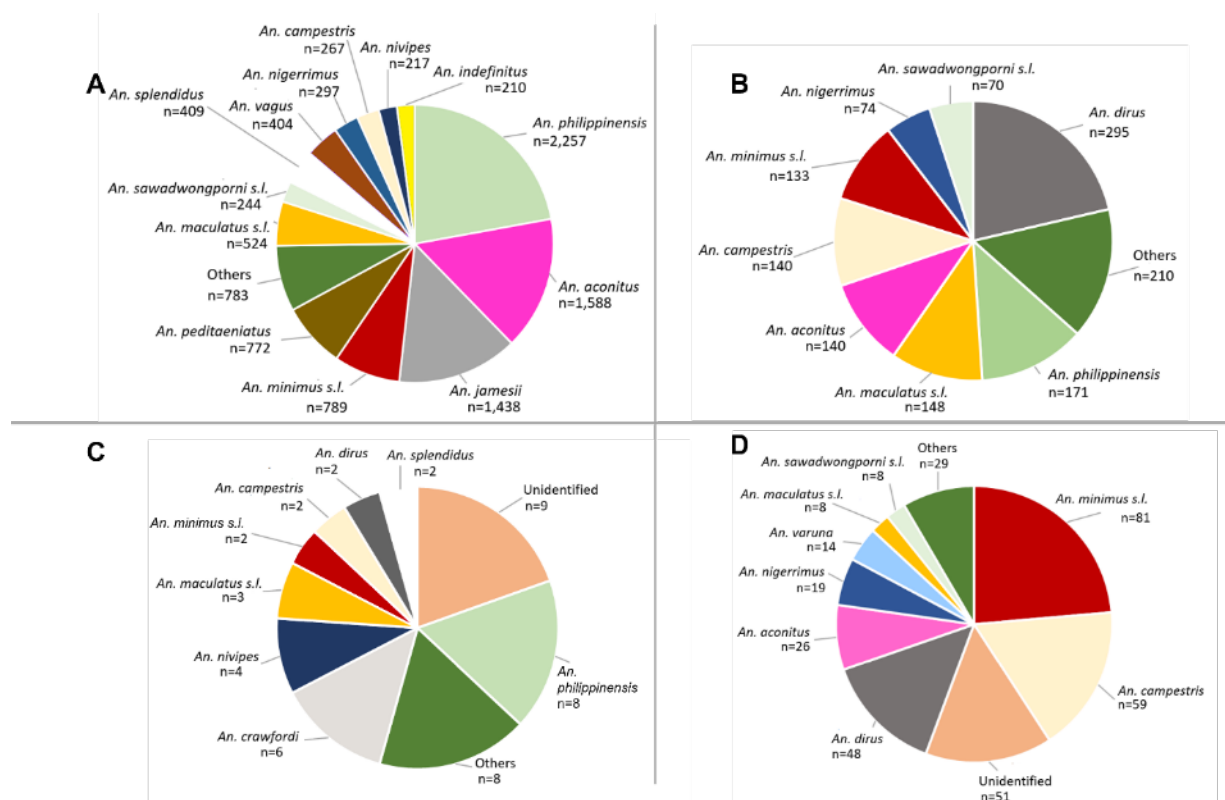 A
An. campestris
n=267
An. nivipes
n=217
An. indefinitus
n=210
An. nigerrimus
n=297
An. splendidus
n=409
An. vagus
n=404
An. philippinensis
n=2,257
An. sawadwongporni s.l.
n=244
An. maculatus s.l.
n=524
Others
n=783
An. aconitus
n=1,588
An. peditaeniatus
n=772
An. minimus s.l.
n=789
An. jamesii
n=1,438
B
An. sawadwongporni s.l.
n=70
An. nigerrimus
n=74
An. dirus
n=295
An. minimus s.l.
n=133
An. campestris
n=140
Others
n=210
An. aconitus
n=140
An. philippinensis
n=171
An. maculatus s.l.
n=148
C
An. dirus
n=2
An. splendidus
n=2
An. campestris
n=2
Unidentified
n=9
An. minimus s.l.
n=2
An. maculatus s.l.
n=3
An. nivipes
n=4
An.
philippinensis
n=8
An. crawfordi
n=6
Others
n=8
D
Others
n=29
An. sawadwongporni s.l.
n=8
An. maculatus s.l.
n=8
An. minimus s.l.
n=81
An. varuna
n=14
An. nigerrimus
n=19
An. aconitus
n=26
An. campestris
n=59
An. dirus
n=48
Unidentified
n=51